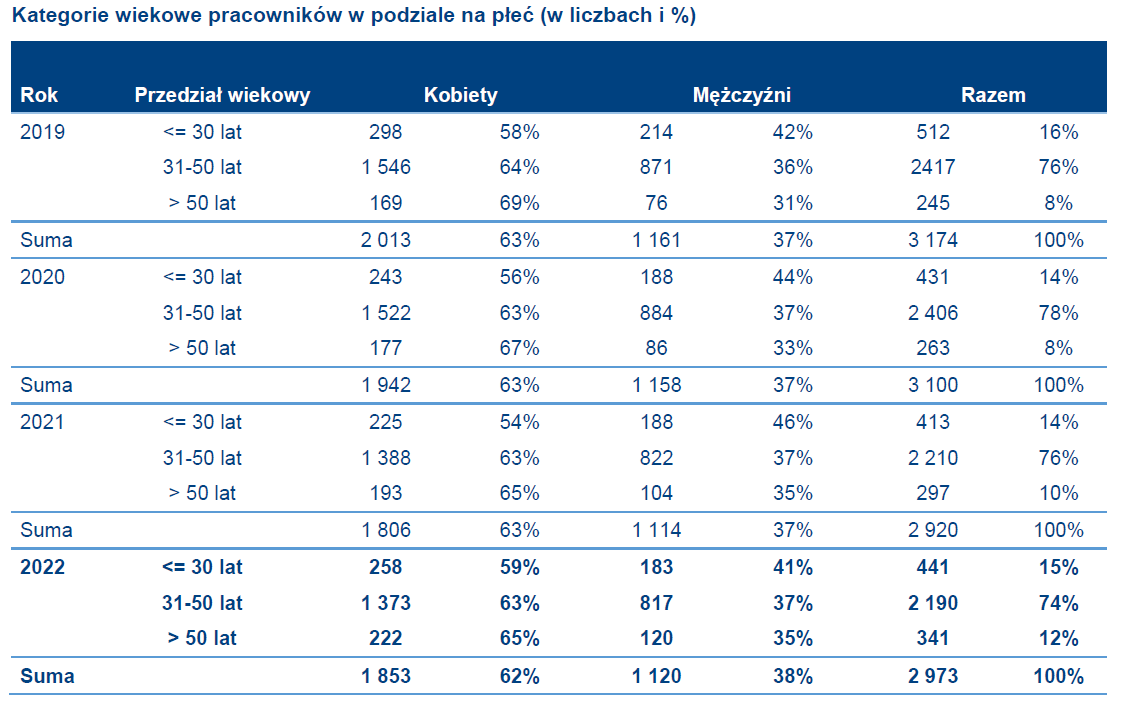 Kategorie wiekowe pracowników w podziale na płeć (w liczbach i %)
Rok Przedział wiekowy Kobiety Mężczyźni Razem
2019 <= 30 lat 298 58% 214 42% 512 16%
31-50 lat 1 546 64% 871 36% 2417 76%
> 50 lat 169 69% 76 31% 245 8%
Suma 2 013 63% 1 161 37% 3 174 100%
2020 <= 30 lat 243 56% 188 44% 431 14%
31-50 lat 1 522 63% 884 37% 2 406 78%
> 50 lat 177 67% 86 33% 263 8%
Suma 1 942 63% 1 158 37% 3 100 100%
2021 <= 30 lat 225 54% 188 46% 413 14%
31-50 lat 1 388 63% 822 37% 2 210 76%
> 50 lat 193 65% 104 35% 297 10%
Suma 1 806 63% 1 114 37% 2 920 100%
2022 <= 30 lat 258 59% 183 41% 441 15%
31-50 lat 1 373 63% 817 37% 2 190 74%
> 50 lat 222 65% 120 35% 341 12%
Suma 1 853 62% 1 120 38% 2 973 100%